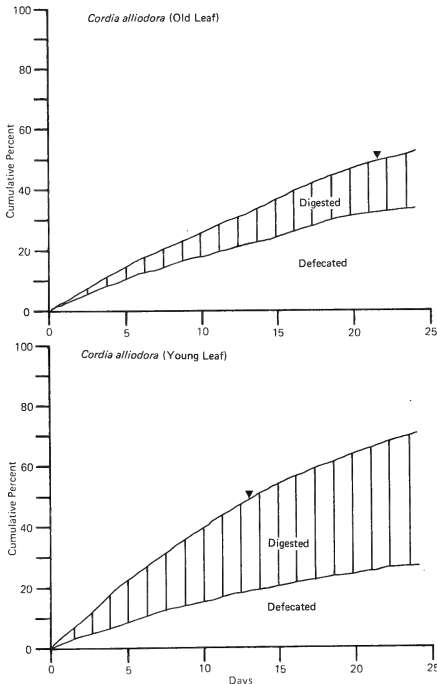 Cordia alliodora (Old Leaf)
100
80
60
40
20
0
Cumulative Percent
Digested
Defecated
0 5 10 15 20 25
Cordia alliodora (Young Leaf)
100
80
60
40
20
0
Cumulative Percent
Digested
Defecated
0 5 10 15 20 25
Days